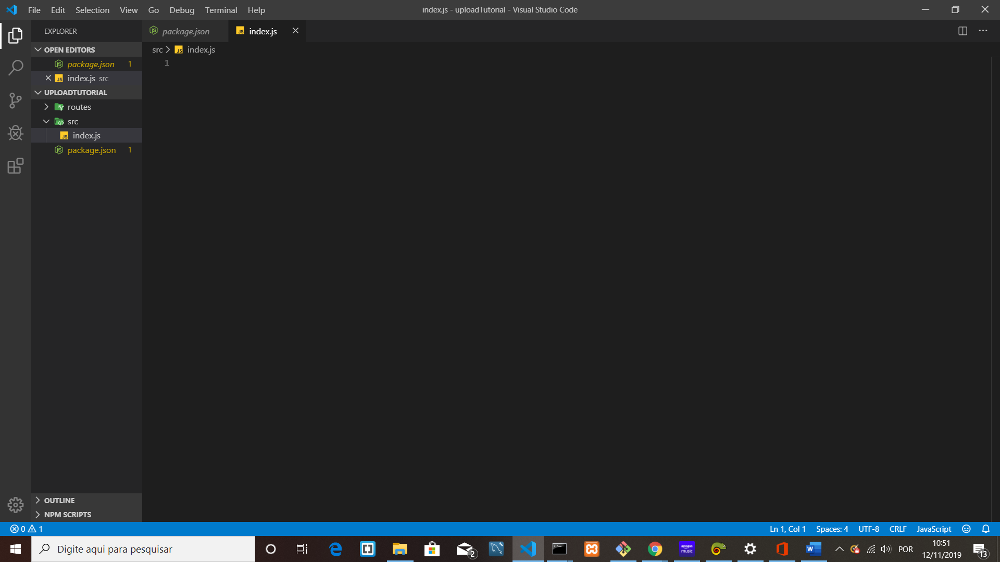 File Edit Selection View Go Debug Terminal Help
index.js - uploadTutorial - Visual Studio Code
EXPLORER
package.json
index.js
OPEN EDITORS
package.json 1
index.js src
UPLOADTUTORIAL
routes
src
index.js
package.json 1
src > index.js
1
OUTLINE
NPM SCRIPTS
0 1
Ln 1, Col 1 Spaces: 4 UTF-8 CRLF JavaScript
Digite aqui para pesquisar
2
amazon music
POR
10:51
12/11/2019
13